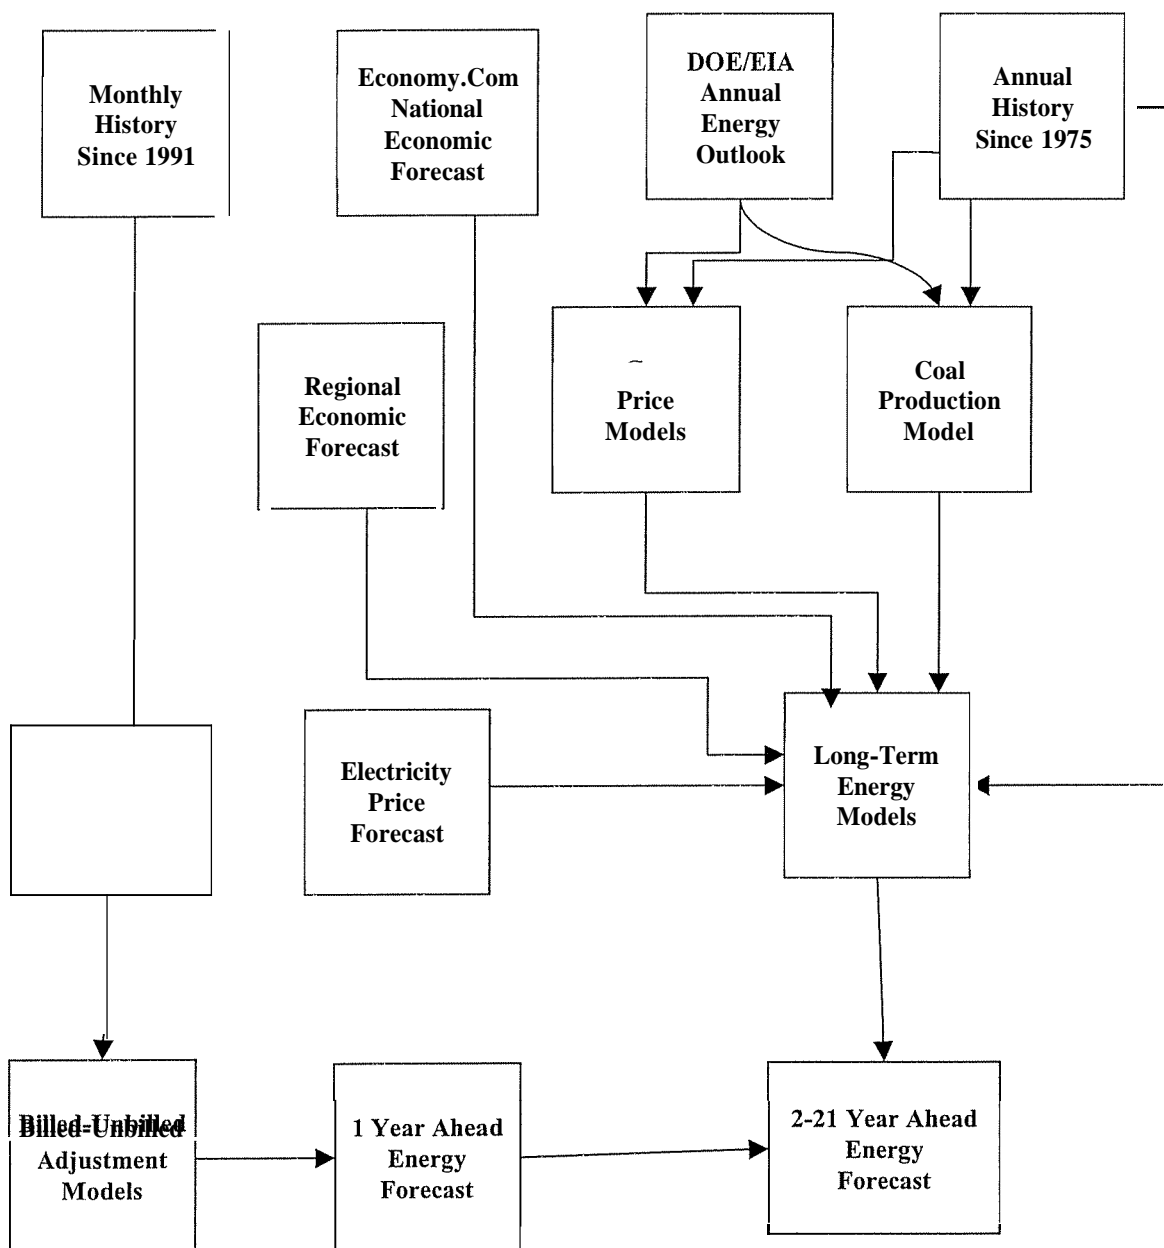 Monthly
History
Since 1991
Economy.Com
National
Economic
Forecast
DOE/EIA
Annual
Energy
Outlook
Annual
History
Since 1975
Regional
Economic
Forecast
Price
Models
Coal
Production
Model
Electricity
Price
Forecast
Long-Term
Energy
Models
Billed-Unbilled
Adjustment
Models
1 Year Ahead
Energy
Forecast
2-21 Year Ahead
Energy
Forecast